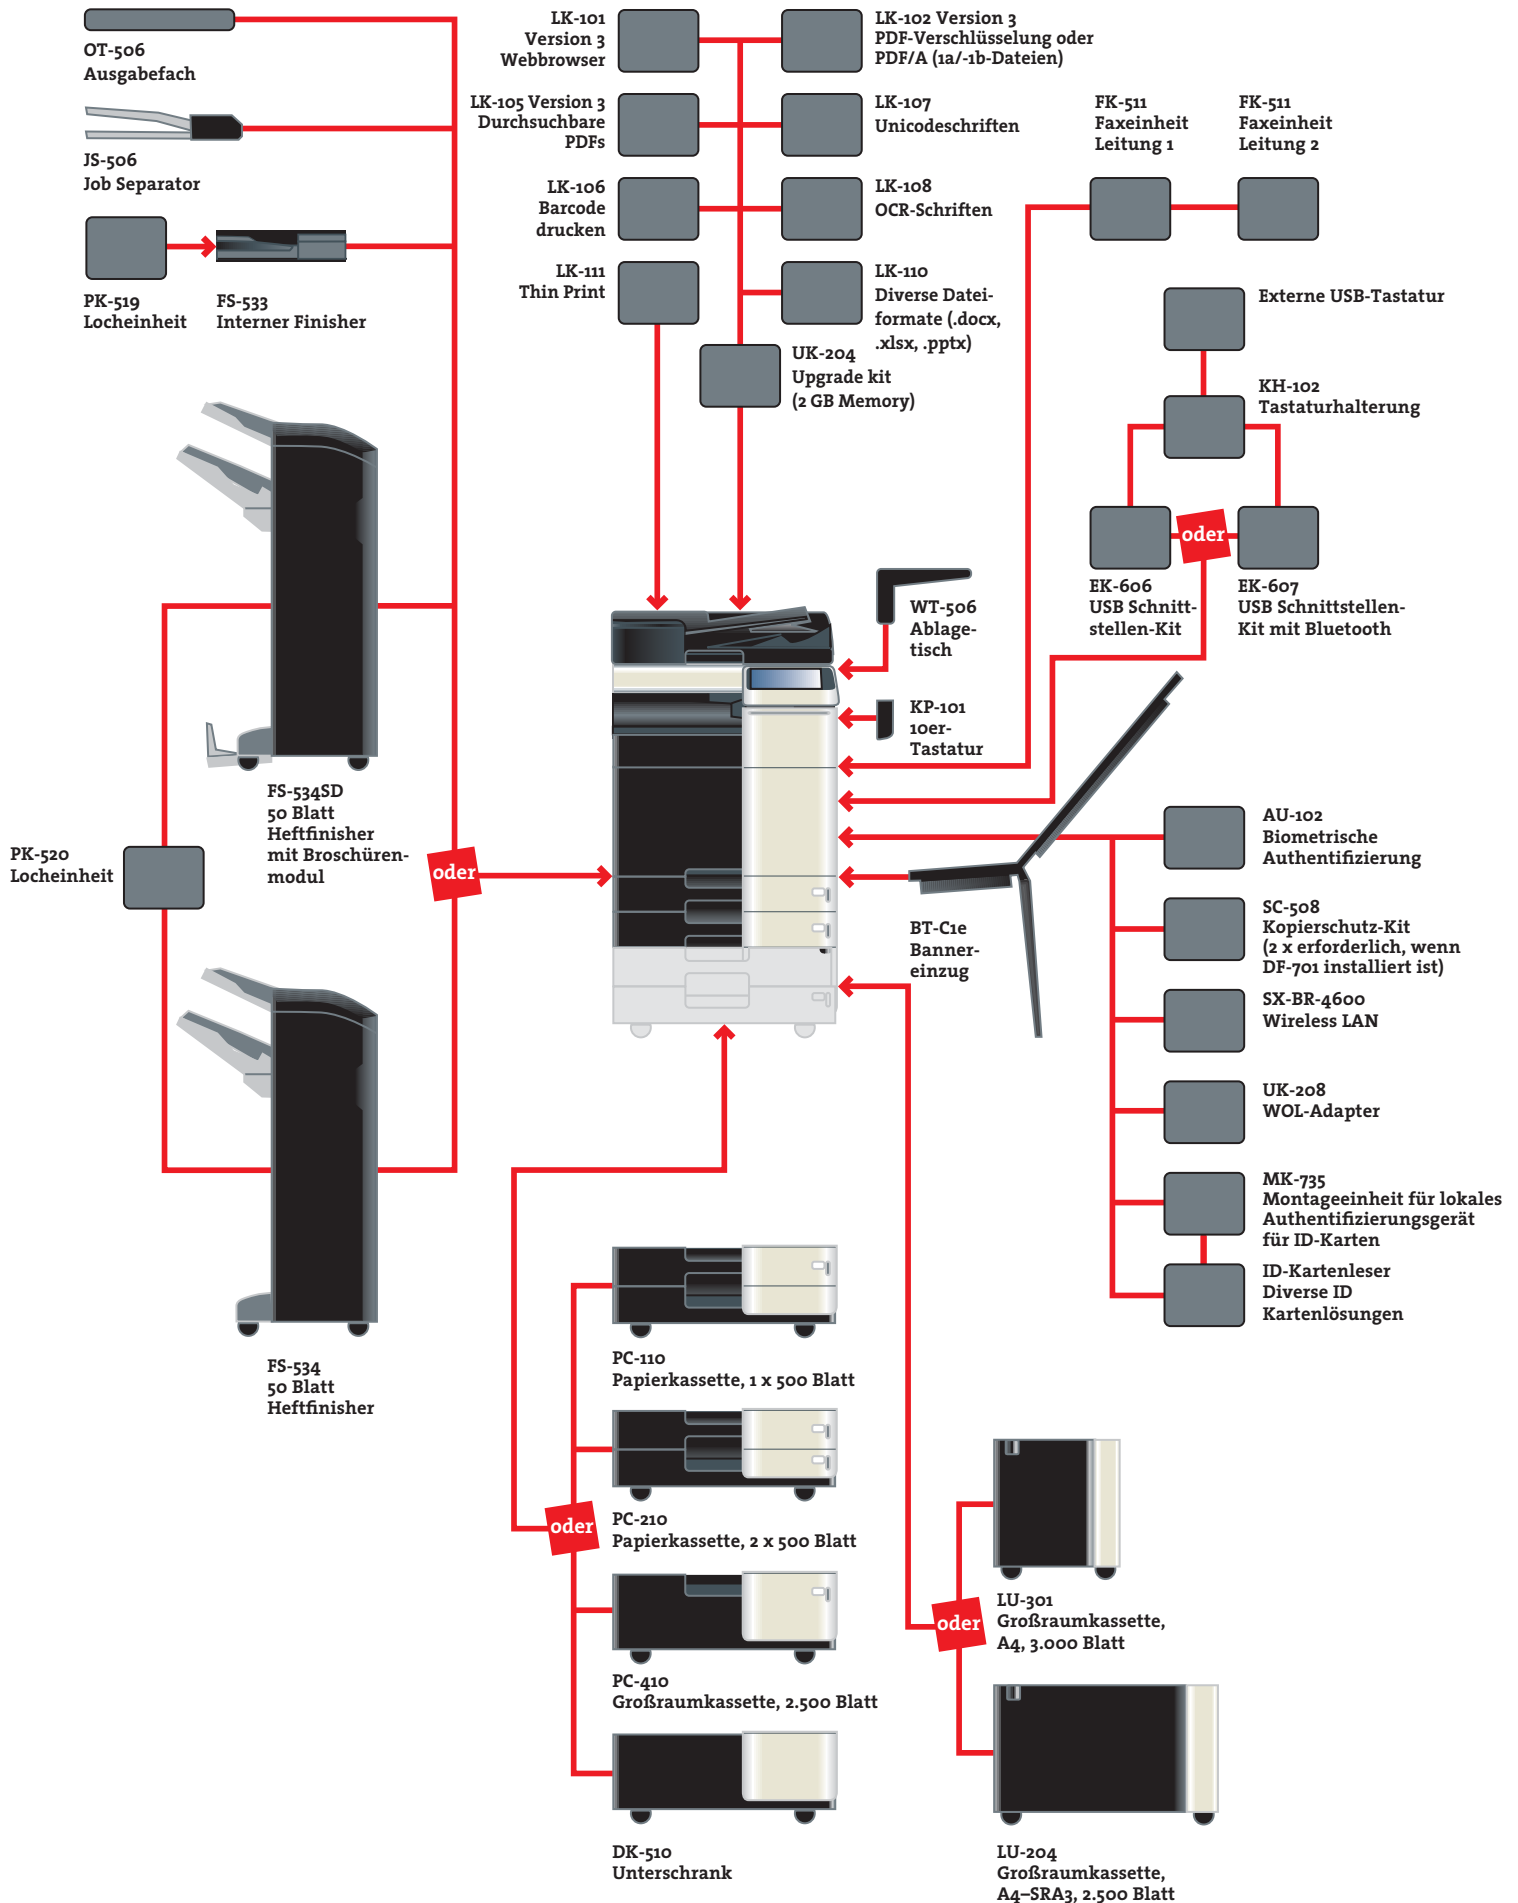 OT-506
Ausgabefach
JS-506
Job Separator
PK-519
Locheinheit
FS-533
Interner Finisher
LK-101
Version 3
Webbrowser
LK-102 Version 3
PDF-Verschlüsselung oder
PDF/A (1a/-1b-Dateien)
LK-105 Version 3
Durchsuchbare
PDFs
LK-107
Unicodeschriften
LK-106
Barcode
drucken
LK-108
OCR-Schriften
LK-111
Thin Print
LK-110
Diverse Datei-
formate (.docx,
.xlsx, .pptx)
UK-204
Upgrade kit
(2 GB Memory)
FK-511
Faxeinheit
Leitung 1
FK-511
Faxeinheit
Leitung 2
Externe USB-Tastatur
KH-102
Tastaturhalterung
oder
EK-606
USB Schnitt-
stellen-Kit
EK-607
USB Schnittstellen-
Kit mit Bluetooth
WT-506
Ablage-
tisch
KP-101
10er-
Tastatur
FS-534SD
50 Blatt
Heftfinisher
mit Broschüren-
modul
PK-520
Locheinheit
oder
BT-C1e
Banner-
einzug
AU-102
Biometrische
Authentifizierung
SC-508
Kopierschutz-Kit
(2 x erforderlich, wenn
DF-701 installiert ist)
SX-BR-4600
Wireless LAN
UK-208
WOL-Adapter
MK-735
Montageeinheit für lokales
Authentifizierungsgerät
für ID-Karten
ID-Kartenleser
Diverse ID
Kartenlösungen
FS-534
50 Blatt
Heftfinisher
PC-110
Papierkassette, 1 x 500 Blatt
oder
PC-210
Papierkassette, 2 x 500 Blatt
PC-410
Großraumkassette, 2.500 Blatt
DK-510
Unterschrank
oder
LU-301
Großraumkassette,
A4, 3.000 Blatt
LU-204
Großraumkassette,
A4–SRA3, 2.500 Blatt